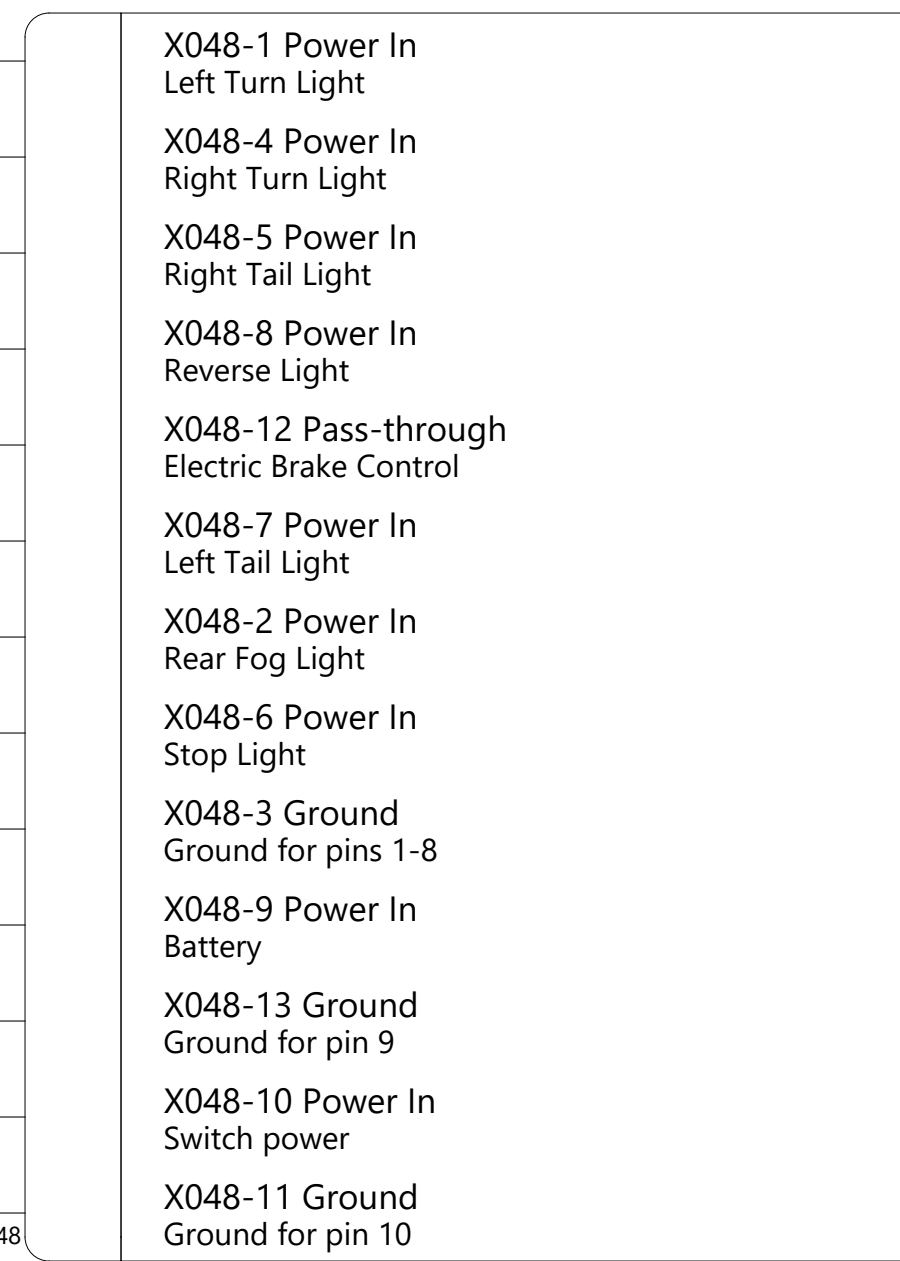 X048-1 Power In
Left Turn Light
X048-4 Power In
Right Turn Light
X048-5 Power In
Right Tail Light
X048-8 Power In
Reverse Light
X048-12 Pass-through
Electric Brake Control
X048-7 Power In
Left Tail Light
X048-2 Power In
Rear Fog Light
X048-6 Power In
Stop Light
X048-3 Ground
Ground for pins 1-8
X048-9 Power In
Battery
X048-13 Ground
Ground for pin 9
X048-10 Power In
Switch power
X048-11 Ground
48
Ground for pin 10